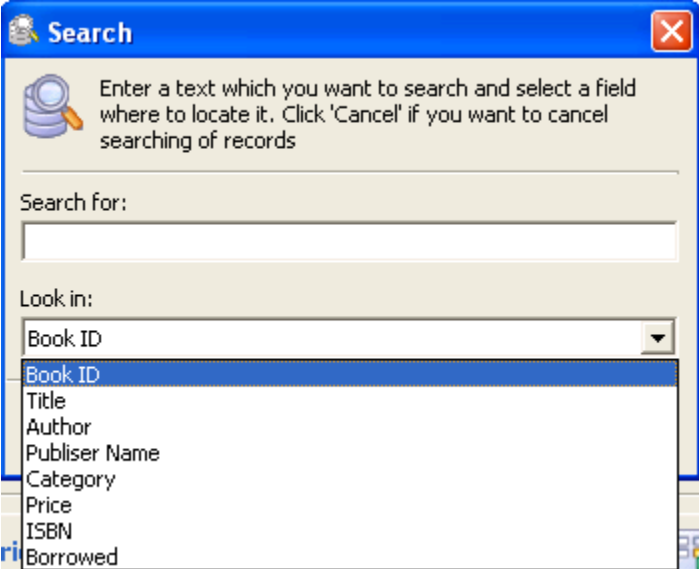 Search
Enter a text which you want to search and select a field
where to locate it. Click 'Cancel' if you want to cancel
searching of records
Search for:
Look in:
Book ID
Book ID
Title
Author
Publiser Name
Category
Price
ISBN
Borrowed